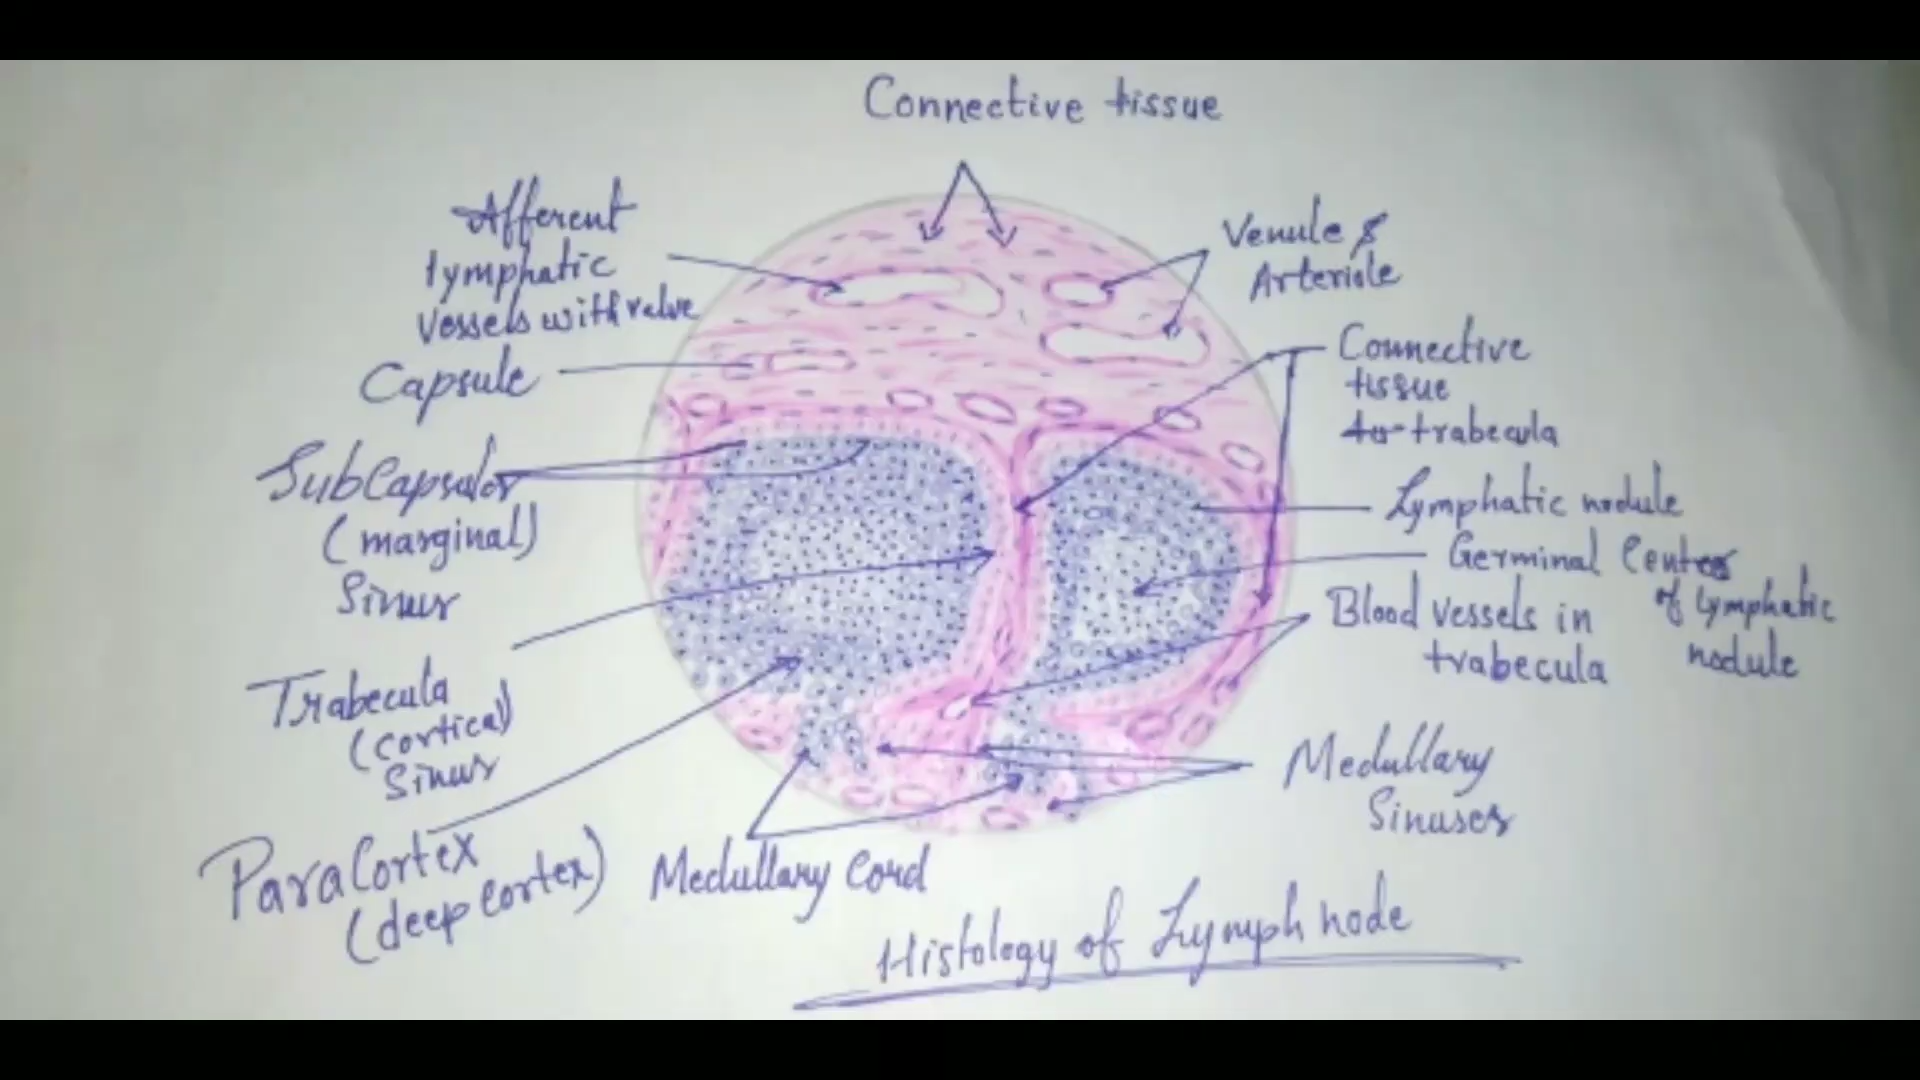 Connective tissue
Afferent
lymphatic
vessels with valve
Capsule
SubCapsular
(marginal)
Sinus
Trabecula
(cortical)
Sinus
ParaCortex
(deep cortex)
Medullary Cord
Venule &
Arteriole
Connective
tissue
to trabecula
Lymphatic nodule
Germinal Center
of lymphatic
nodule
Blood vessels in
trabecula
Medullary
Sinuses
Histology of Lymph node